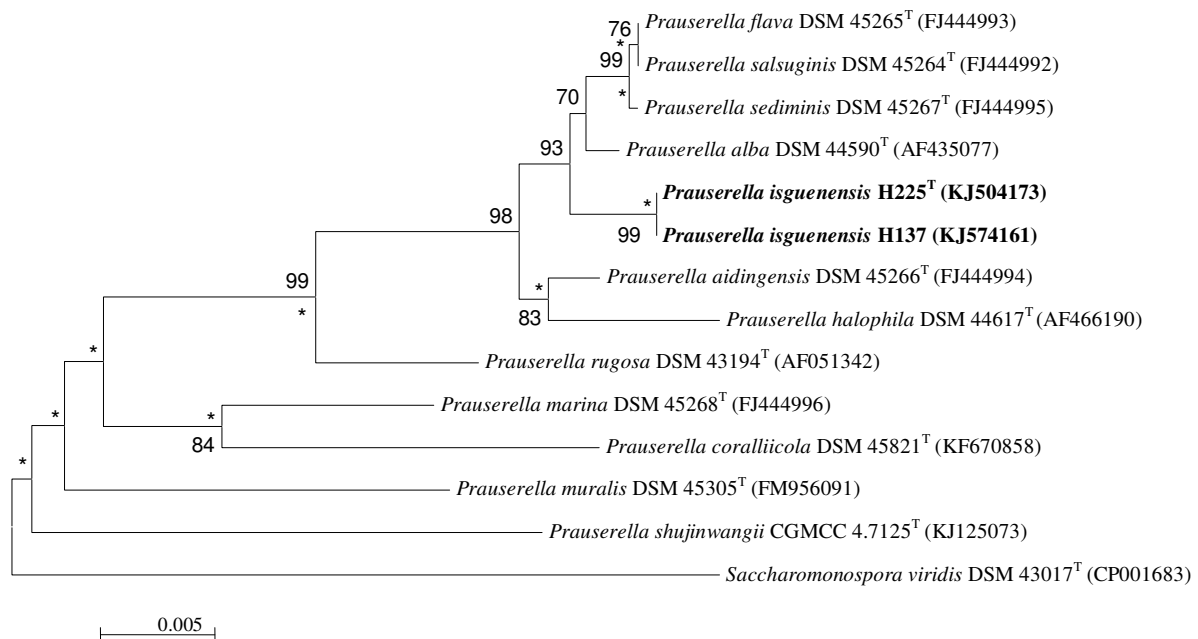 76
Prauserella flava DSM 45265T (FJ444993)
*
99
Prauserella salsuginis DSM 45264T (FJ444992)
*
Prauserella sediminis DSM 45267T (FJ444995)
70
93
Prauserella alba DSM 44590T (AF435077)
*
Prauserella isguenensis H225T (KJ504173)
98
99
Prauserella isguenensis H137 (KJ574161)
Prauserella aidingensis DSM 45266T (FJ444994)
99
*
*
83
Prauserella halophila DSM 44617T (AF466190)
*
Prauserella rugosa DSM 43194T (AF051342)
Prauserella marina DSM 45268T (FJ444996)
*
*
84
Prauserella coralliicola DSM 45821T (KF670858)
*
Prauserella muralis DSM 45305T (FM956091)
Prauserella shujinwangii CGMCC 4.7125T (KJ125073)
Saccharomonospora viridis DSM 43017T (CP001683)
0.005